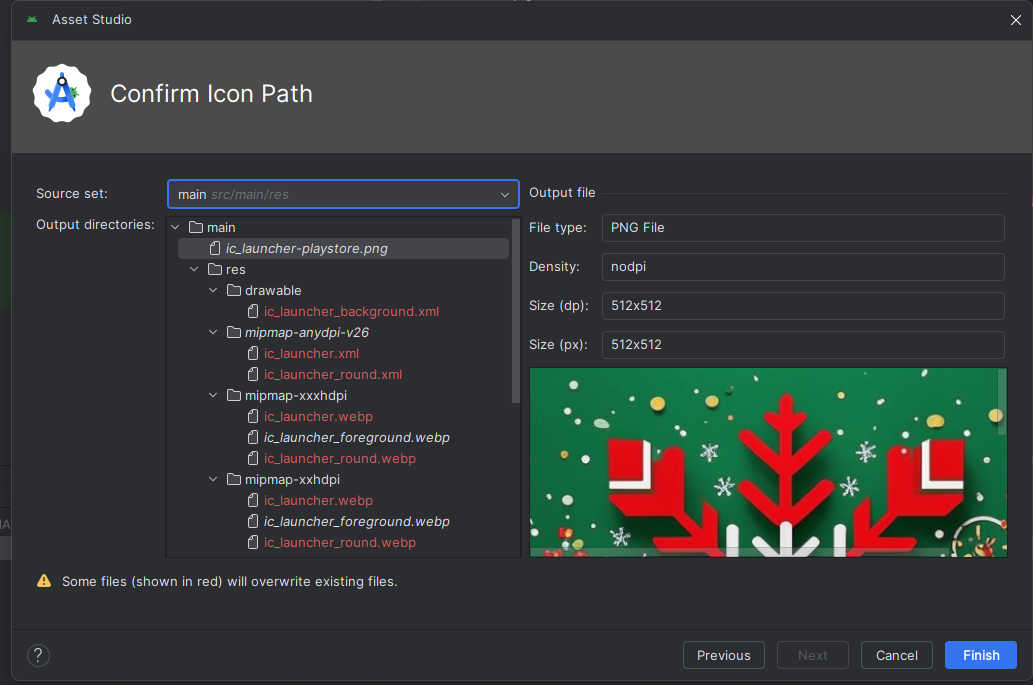 Asset Studio
Confirm Icon Path
Source set:
main src/main/res
Output directories:
main
ic_launcher-playstore.png
res
drawable
ic_launcher_background.xml
mipmap-anydpi-v26
ic_launcher.xml
ic_launcher_round.xml
mipmap-xxxhdpi
ic_launcher.webp
ic_launcher_foreground.webp
ic_launcher_round.webp
mipmap-xxhdpi
ic_launcher.webp
ic_launcher_foreground.webp
ic_launcher_round.webp
Output file
File type:
PNG File
Density:
nodpi
Size (dp):
512x512
Size (px):
512x512
Some files (shown in red) will overwrite existing files.
?
Previous
Next
Cancel
Finish